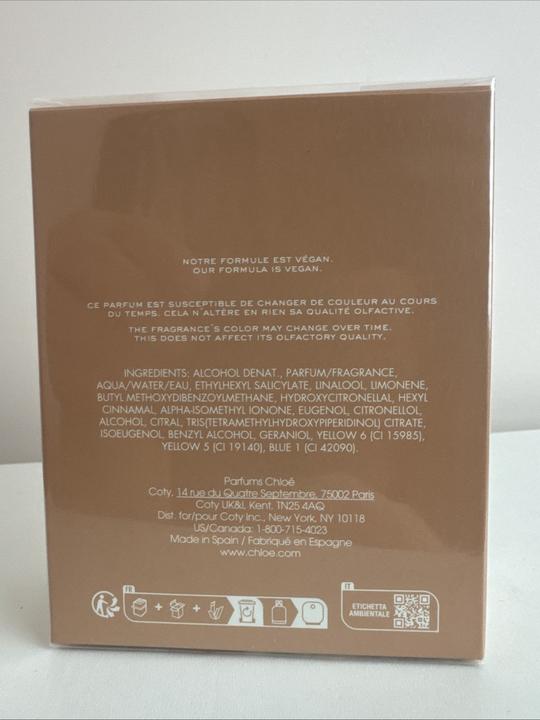 NOTRE FORMULE EST VÉGAN.
OUR FORMULA IS VEGAN.
CE PARFUM EST SUSCEPTIBLE DE CHANGER DE COULEUR AU COURS
DU TEMPS. CELA N'ALTÈRE EN RIEN SA QUALITÉ OLFACTIVE.
THE FRAGRANCE'S COLOR MAY CHANGE OVER TIME.
THIS DOES NOT AFFECT ITS OLFACTORY QUALITY.
INGREDIENTS: ALCOHOL DENAT., PARFUM/FRAGRANCE,
AQUA/WATER/EAU, ETHYLHEXYL SALICYLATE, LINALOOL, LIMONENE,
BUTYL METHOXYDIBENZOYLMETHANE, HYDROXYCITRONELLAL, HEXYL
CINNAMAL, ALPHA-ISOMETHYL IONONE, EUGENOL, CITRONELLOL,
ALCOHOL, CITRAL, TRIS(TETRAMETHYLHYDROXYPIPERIDINOL) CITRATE,
ISOEUGENOL, BENZYL ALCOHOL, GERANIOL, YELLOW 6 (CI 15985),
YELLOW 5 (CI 19140), BLUE 1 (CI 42090).
Parfums Chloé
Coty, 14 rue du Quatre Septembre, 75002 Paris
Coty UK&I, Kent, TN25 4AQ
Dist. for/pour Coty Inc., New York, NY 10118
US/Canada: 1-800-715-4023
Made in Spain / Fabriqué en Espagne
www.chloe.com
FR
+ +
IT
ETICHETTA
AMBIENTALE